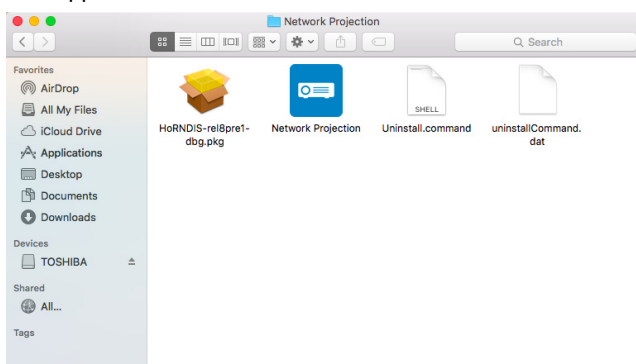 Network Projection
Search
Favorites
AirDrop
All My Files
iCloud Drive
Applications
Desktop
Documents
Downloads
Devices
TOSHIBA
Shared
All...
Tags
HoRNDIS-rel8pre1-
dbg.pkg
Network Projection
SHELL
Uninstall.command
uninstallCommand.
dat